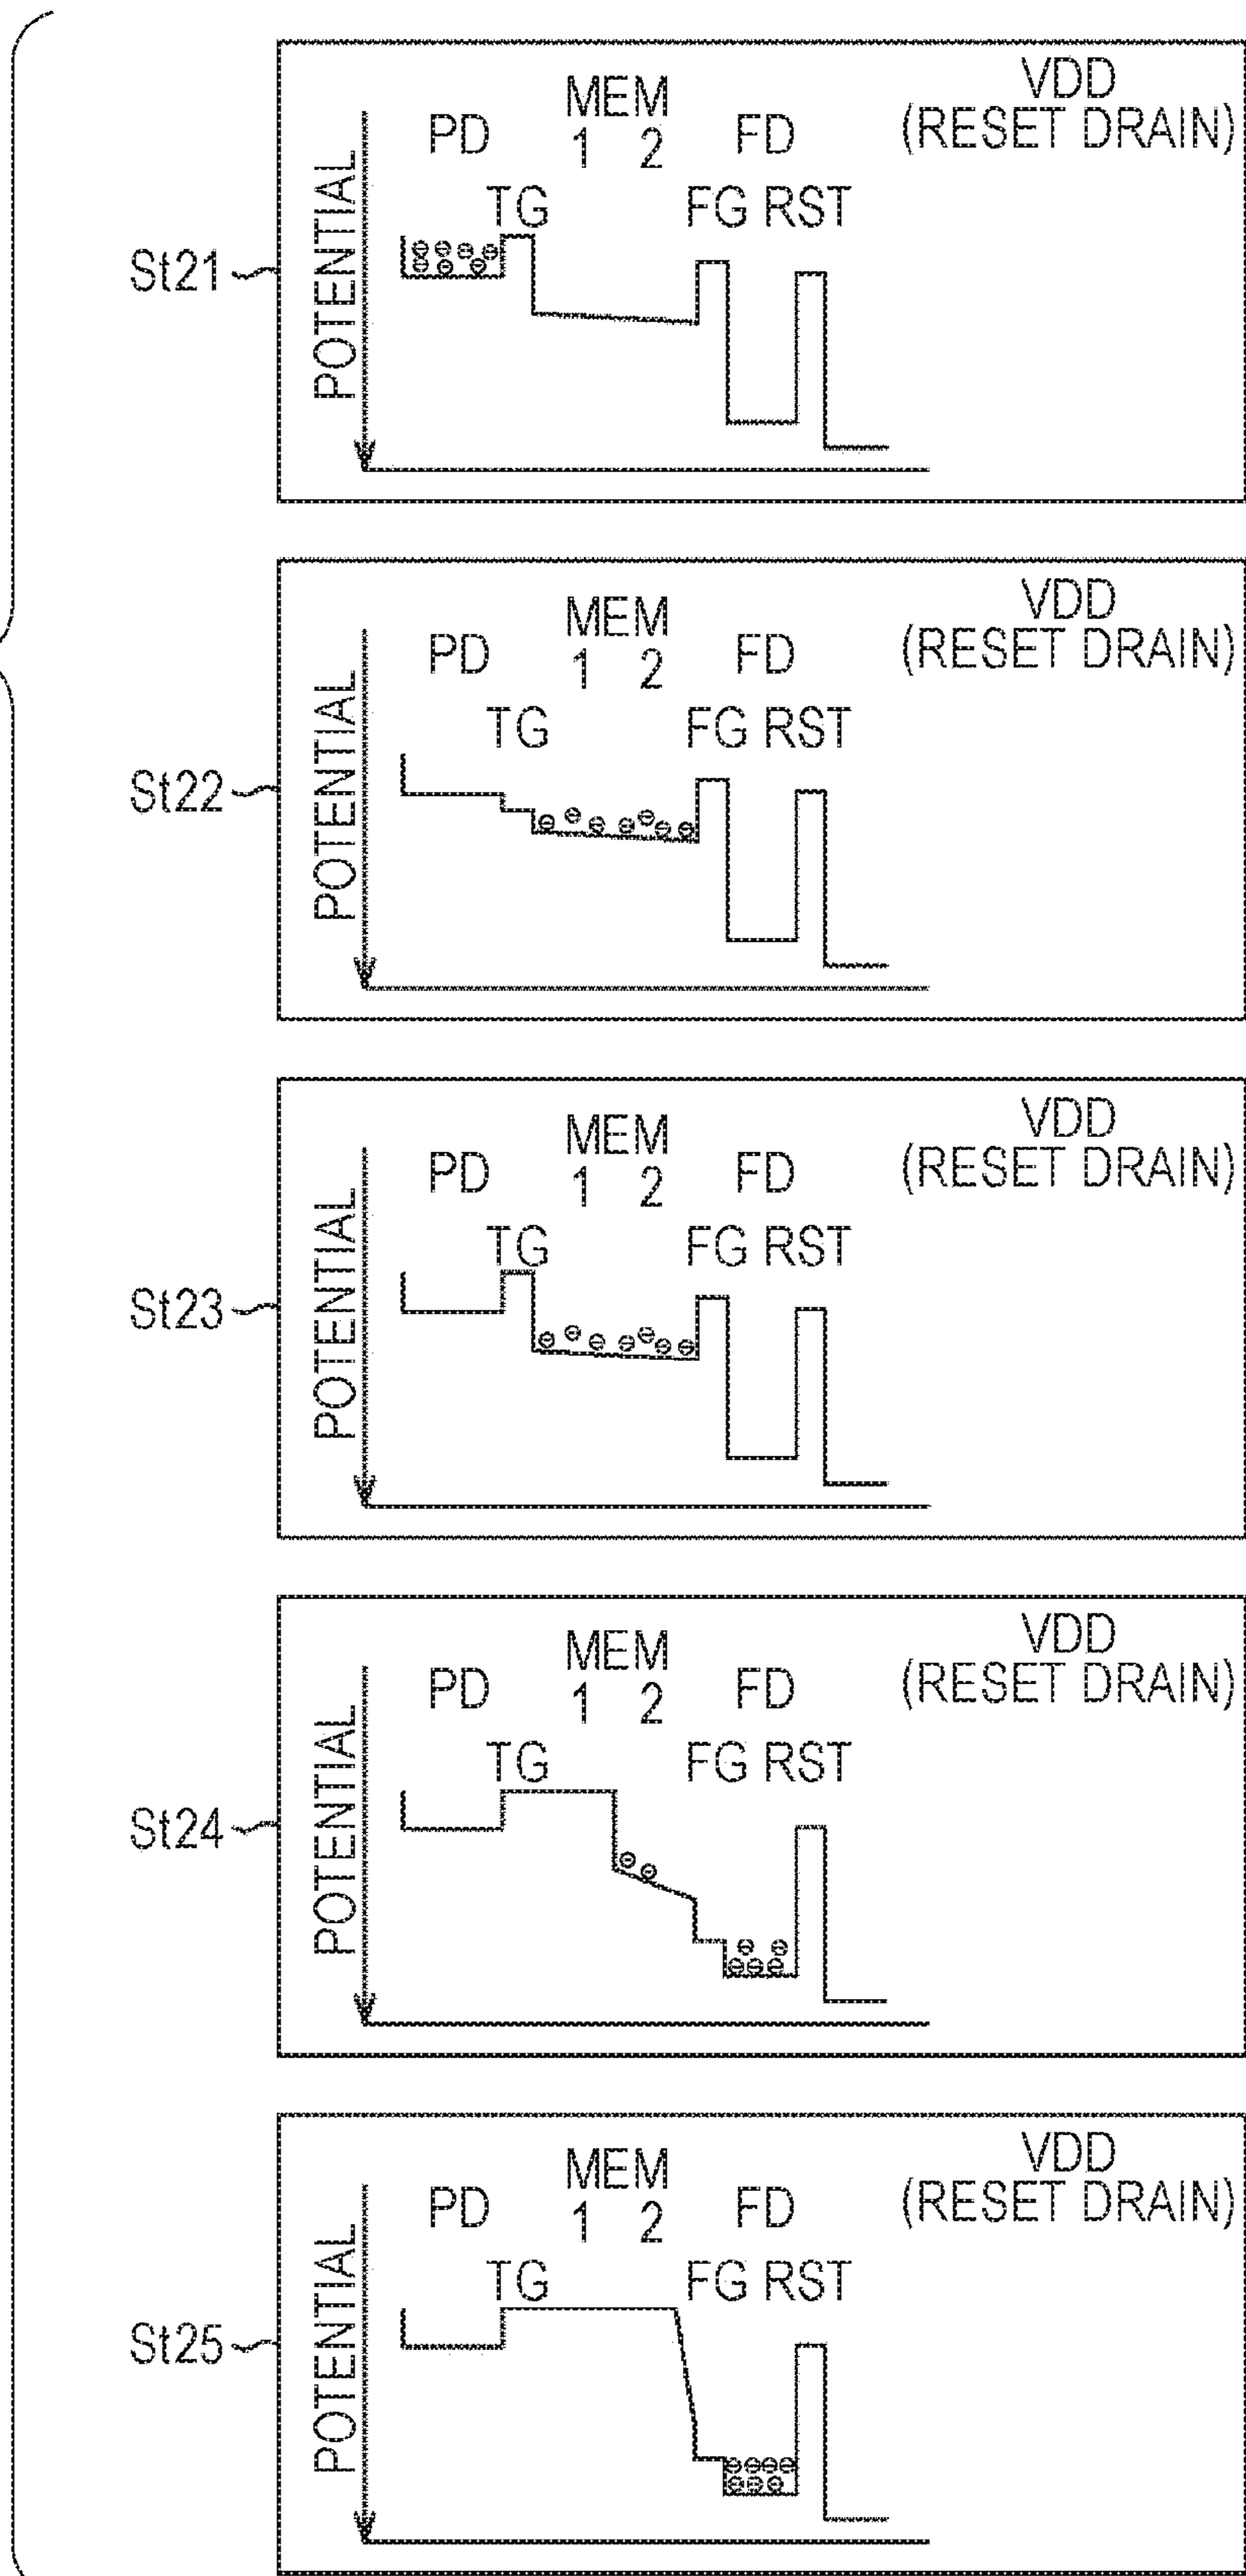 St21
POTENTIAL
PD
MEM
1 2
FD
VDD
(RESET DRAIN)
TG
FG RST
St22
POTENTIAL
PD
MEM
1 2
FD
VDD
(RESET DRAIN)
TG
FG RST
St23
POTENTIAL
PD
MEM
1 2
FD
VDD
(RESET DRAIN)
TG
FG RST
St24
POTENTIAL
PD
MEM
1 2
FD
VDD
(RESET DRAIN)
TG
FG RST
St25
POTENTIAL
PD
MEM
1 2
FD
VDD
(RESET DRAIN)
TG
FG RST